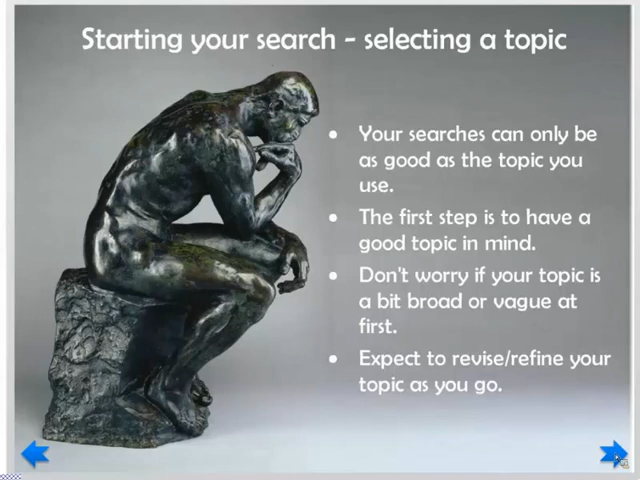 Starting your search - selecting a topic
• Your searches can only be
as good as the topic you
use.
• The first step is to have a
good topic in mind.
• Don't worry if your topic is
a bit broad or vague at
first.
• Expect to revise/refine your
topic as you go.